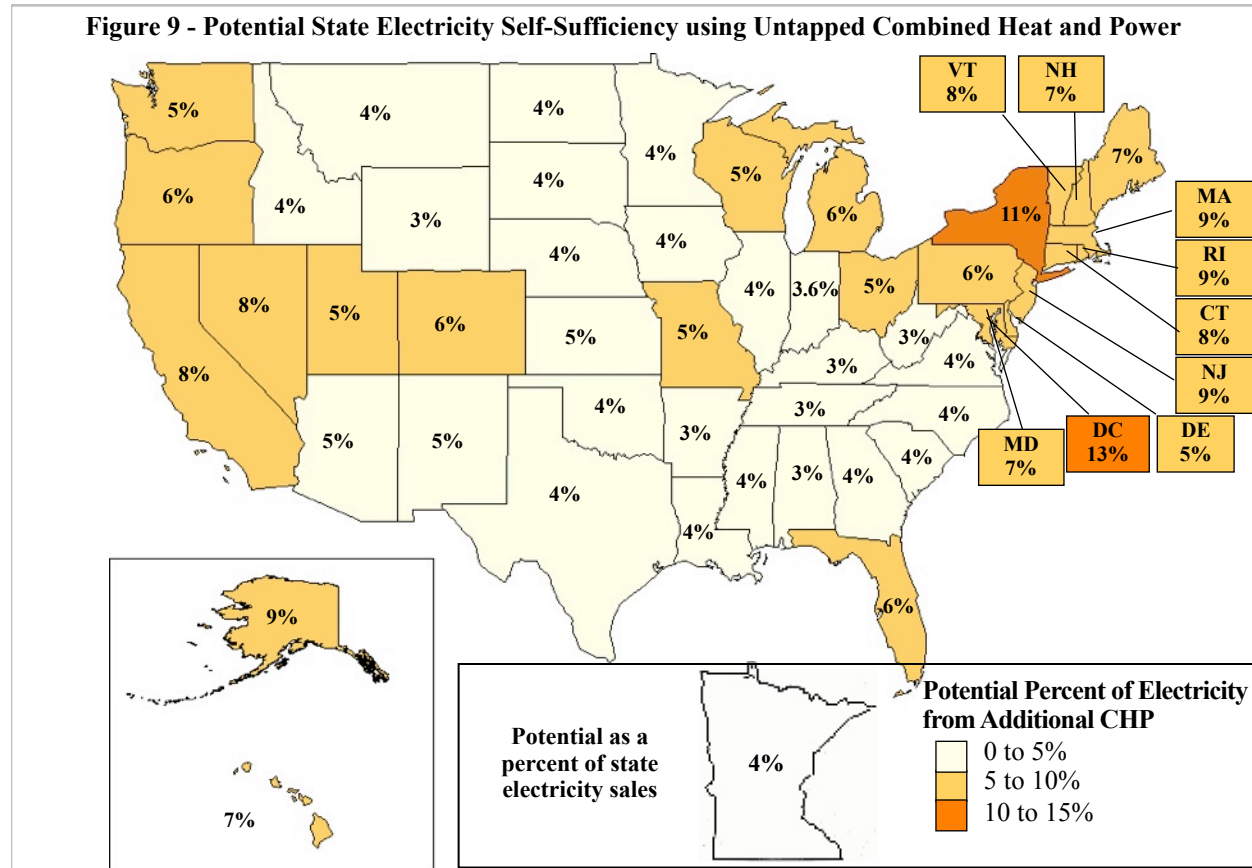 Figure 9 - Potential State Electricity Self-Sufficiency using Untapped Combined Heat and Power
VT
8%
NH
7%
5%
4%
4%
4%
7%
6%
4%
3%
4%
5%
6%
11%
MA
9%
4%
4%
RI
9%
8%
8%
5%
6%
5%
5%
4%
3.6%
5%
6%
3%
3%
4%
CT
8%
NJ
9%
5%
5%
4%
3%
3%
4%
MD
7%
DC
13%
DE
5%
4%
4%
4%
3%
4%
4%
6%
9%
7%
Potential as a
percent of state
electricity sales
4%
Potential Percent of Electricity
from Additional CHP
0 to 5%
5 to 10%
10 to 15%